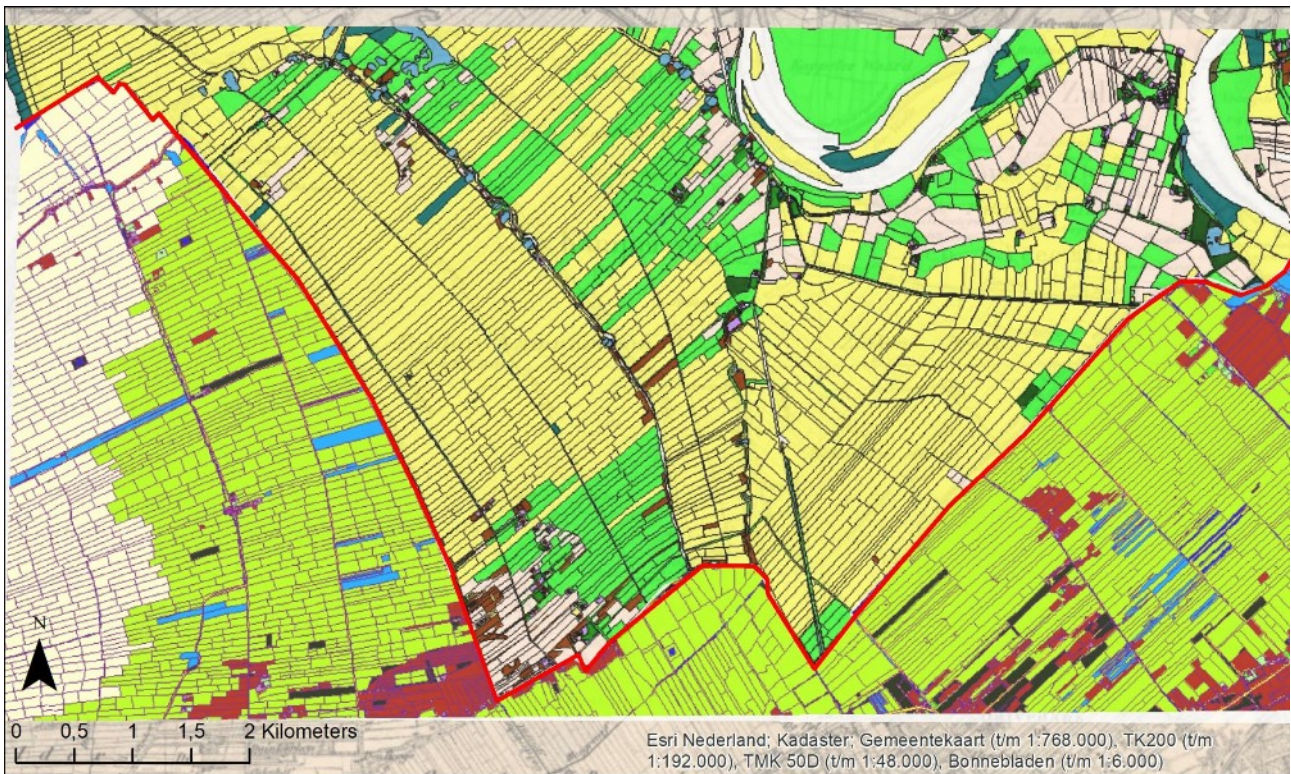 N
0 0,5 1 1,5 2 Kilometers
Esri Nederland; Kadaster; Gemeentekaart (t/m 1:768.000), TK200 (t/m
1:192.000), TMK 50D (t/m 1:48.000), Bonnebladen (t/m 1:6.000)